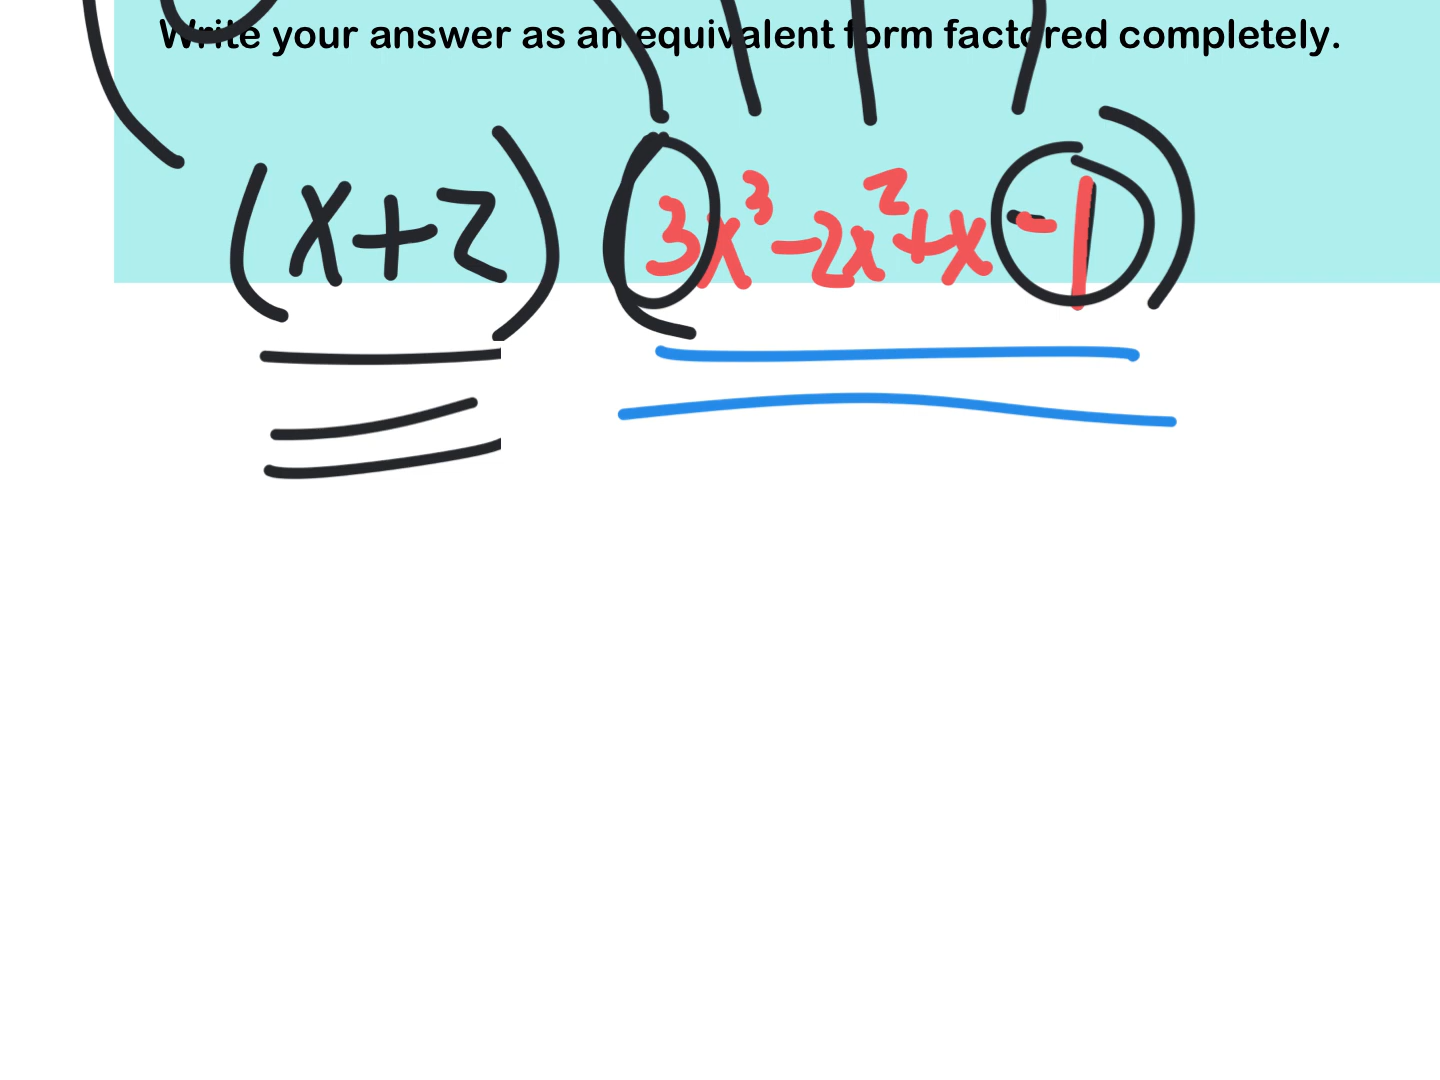 Write your answer as an equivalent form factored completely.
(x+2) (3x³-2x²+x-1)